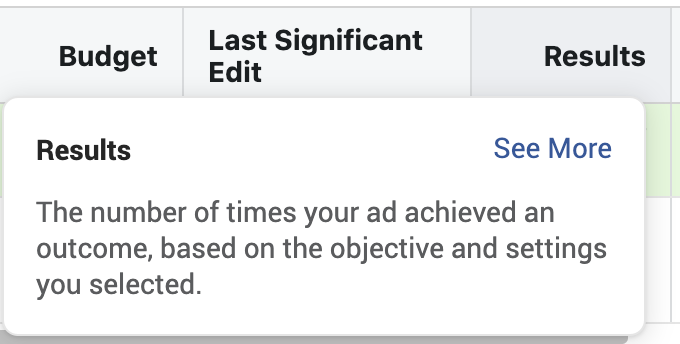 Budget
Last Significant
Edit
Results
Results
See More
The number of times your ad achieved an
outcome, based on the objective and settings
you selected.